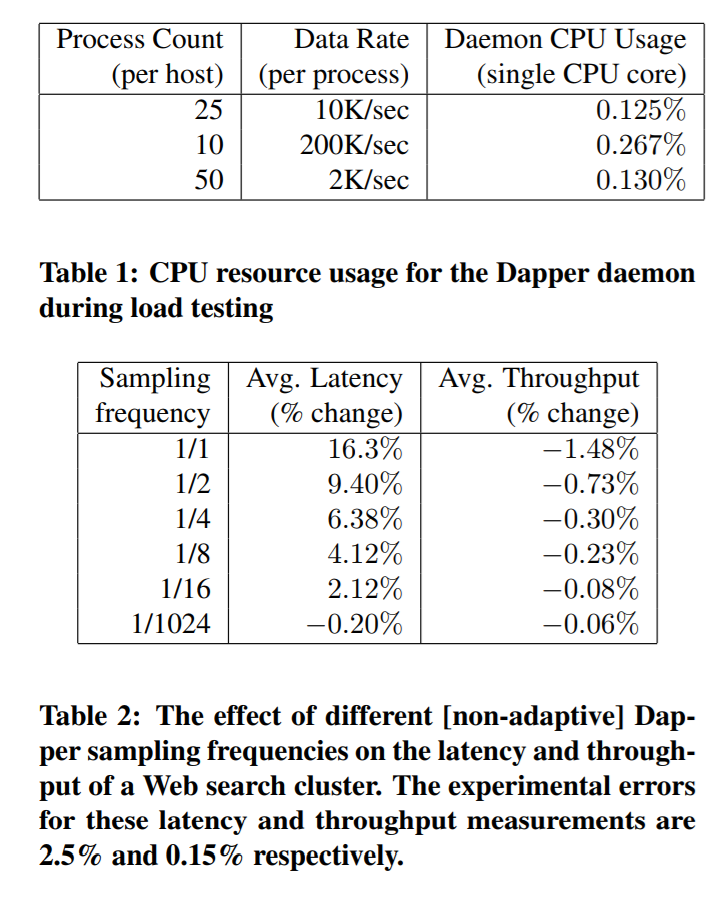 Process Count Data Rate Daemon CPU Usage
(per host) (per process) (single CPU core)
25 10K/sec 0.125%
10 200K/sec 0.267%
50 2K/sec 0.130%
Table 1: CPU resource usage for the Dapper daemon
during load testing
Sampling Avg. Latency Avg. Throughput
frequency (% change) (% change)
1/1 16.3% −1.48%
1/2 9.40% −0.73%
1/4 6.38% −0.30%
1/8 4.12% −0.23%
1/16 2.12% −0.08%
1/1024 −0.20% −0.06%
Table 2: The effect of different [non-adaptive] Dap-
per sampling frequencies on the latency and through-
put of a Web search cluster. The experimental errors
for these latency and throughput measurements are
2.5% and 0.15% respectively.